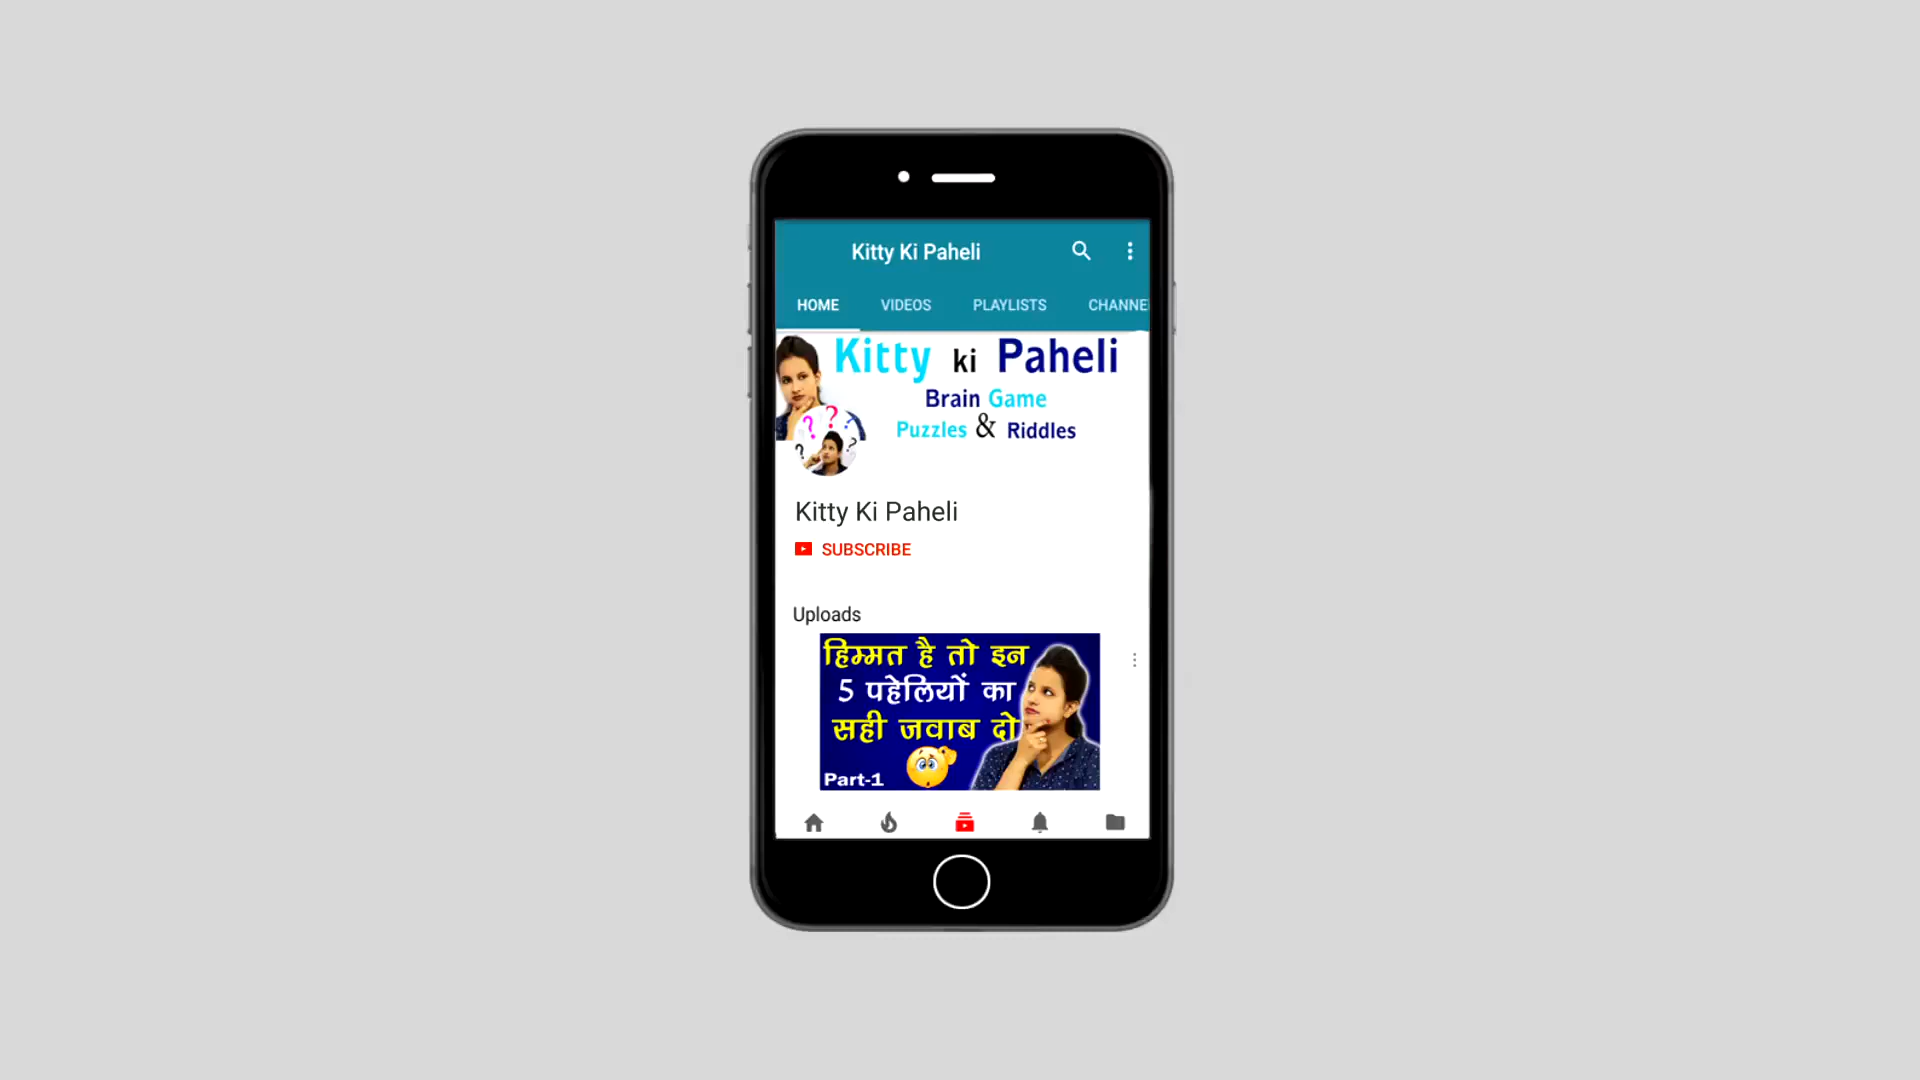 Kitty Ki Paheli
HOME VIDEOS PLAYLISTS CHANNE
Kitty ki Paheli
Brain Game
Puzzles & Riddles
? ? ?
? ?
Kitty Ki Paheli
SUBSCRIBE
Uploads
हिम्मत है तो इन
5 पहेलियों का
सही जवाब दो
Part-1